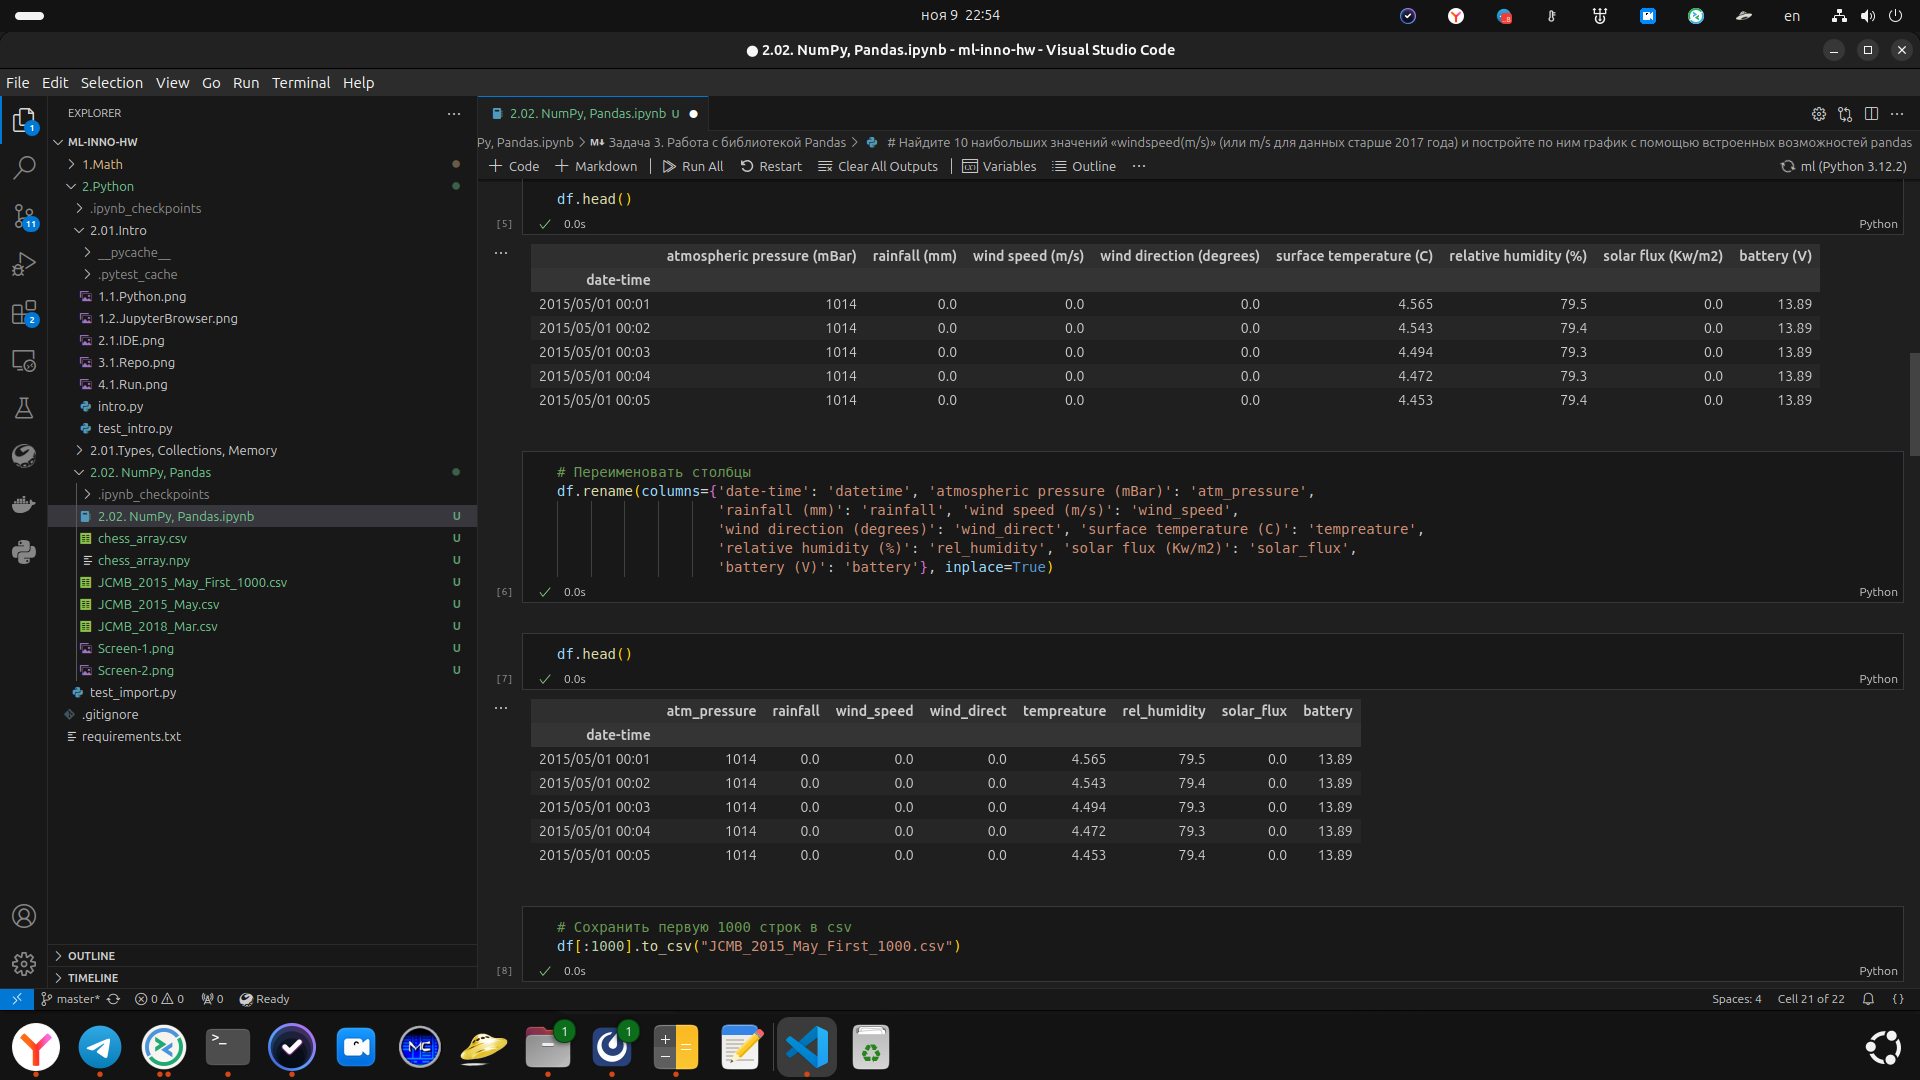 ноя 9 22:54
en
● 2.02. NumPy, Pandas.ipynb - ml-inno-hw - Visual Studio Code
File Edit Selection View Go Run Terminal Help
EXPLORER
ML-INNO-HW
1.Math
2.Python
.ipynb_checkpoints
2.01.Intro
__pycache__
.pytest_cache
1.1.Python.png
1.2.JupyterBrowser.png
2.1.IDE.png
3.1.Repo.png
4.1.Run.png
intro.py
test_intro.py
2.01.Types, Collections, Memory
2.02. NumPy, Pandas
.ipynb_checkpoints
2.02. NumPy, Pandas.ipynb U
chess_array.csv U
chess_array.npy U
JCMB_2015_May_First_1000.csv U
JCMB_2015_May.csv U
JCMB_2018_Mar.csv U
Screen-1.png U
Screen-2.png U
test_import.py
.gitignore
requirements.txt
OUTLINE
TIMELINE
1
11
2
2.02. NumPy, Pandas.ipynb U ●
Py, Pandas.ipynb > M↓ Задача 3. Работа с библиотекой Pandas > # Найдите 10 наибольших значений «windspeed(m/s)» (или m/s для данных старше 2017 года) и постройте по ним график с помощью встроенных возможностей pandas
+ Code + Markdown | Run All Restart Clear All Outputs | Variables Outline ··· ml (Python 3.12.2)
df.head()
[5] ✓ 0.0s Python
atmospheric pressure (mBar) rainfall (mm) wind speed (m/s) wind direction (degrees) surface temperature (C) relative humidity (%) solar flux (Kw/m2) battery (V)
date-time
2015/05/01 00:01 1014 0.0 0.0 0.0 4.565 79.5 0.0 13.89
2015/05/01 00:02 1014 0.0 0.0 0.0 4.543 79.4 0.0 13.89
2015/05/01 00:03 1014 0.0 0.0 0.0 4.494 79.3 0.0 13.89
2015/05/01 00:04 1014 0.0 0.0 0.0 4.472 79.3 0.0 13.89
2015/05/01 00:05 1014 0.0 0.0 0.0 4.453 79.4 0.0 13.89
# Переименовать столбцы
df.rename(columns={'date-time': 'datetime', 'atmospheric pressure (mBar)': 'atm_pressure',
'rainfall (mm)': 'rainfall', 'wind speed (m/s)': 'wind_speed',
'wind direction (degrees)': 'wind_direct', 'surface temperature (C)': 'tempreature',
'relative humidity (%)': 'rel_humidity', 'solar flux (Kw/m2)': 'solar_flux',
'battery (V)': 'battery'}, inplace=True)
[6] ✓ 0.0s Python
df.head()
[7] ✓ 0.0s Python
atm_pressure rainfall wind_speed wind_direct tempreature rel_humidity solar_flux battery
date-time
2015/05/01 00:01 1014 0.0 0.0 0.0 4.565 79.5 0.0 13.89
2015/05/01 00:02 1014 0.0 0.0 0.0 4.543 79.4 0.0 13.89
2015/05/01 00:03 1014 0.0 0.0 0.0 4.494 79.3 0.0 13.89
2015/05/01 00:04 1014 0.0 0.0 0.0 4.472 79.3 0.0 13.89
2015/05/01 00:05 1014 0.0 0.0 0.0 4.453 79.4 0.0 13.89
# Сохранить первую 1000 строк в csv
df[:1000].to_csv("JCMB_2015_May_First_1000.csv")
[8] ✓ 0.0s Python
master* 0 0 0 Ready Spaces: 4 Cell 21 of 22 { }
MC 1 1